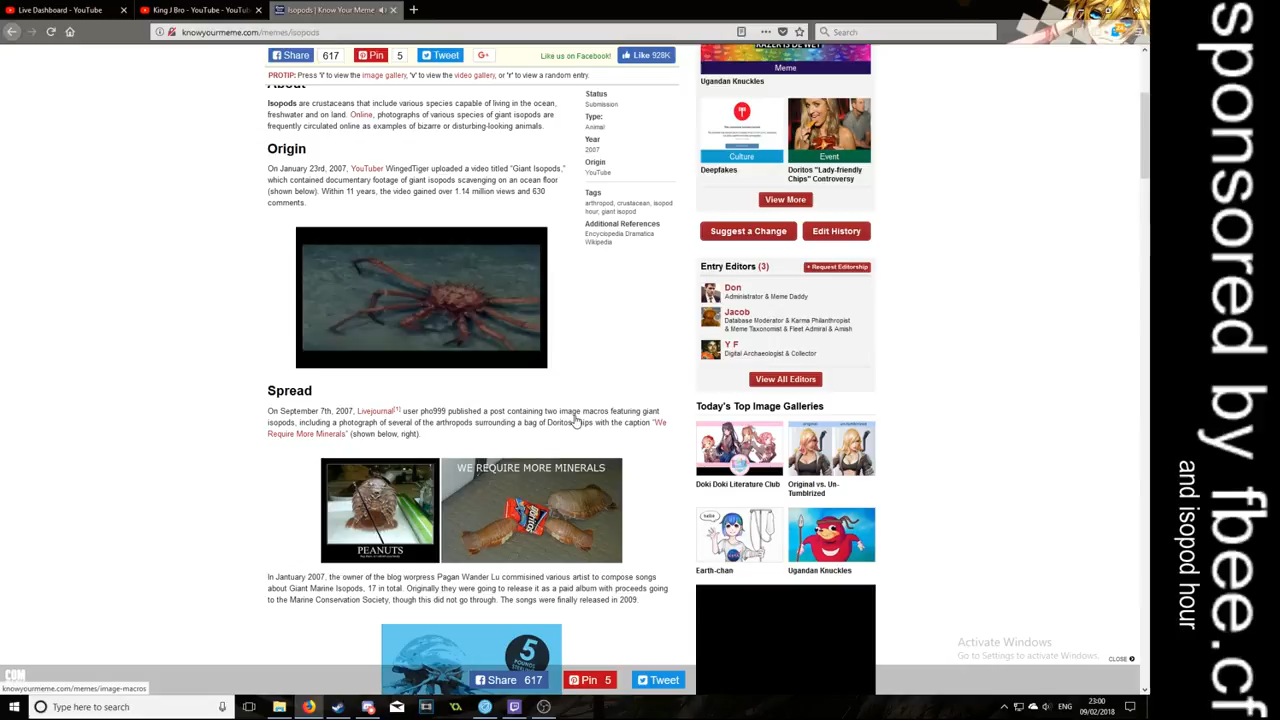 Live Dashboard - YouTube
King J Bro - YouTube - YouTu
Isopods | Know Your Meme
knowyourmeme.com/memes/isopods
Search
Share
617
Pin
5
Tweet
G+
Like us on Facebook!
Like 928K
PROTIP: Press 'i' to view the image gallery, 'v' to view the video gallery, or 'r' to view a random entry.
About
Isopods are crustaceans that include various species capable of living in the ocean,
freshwater and on land. Online, photographs of various species of giant isopods are
frequently circulated online as examples of bizarre or disturbing-looking animals.
Origin
On January 23rd, 2007, YouTuber WingedTiger uploaded a video titled "Giant Isopods,"
which contained documentary footage of giant isopods scavenging on an ocean floor
(shown below). Within 11 years, the video gained over 1.14 million views and 630
comments.
Status
Submission
Type:
Animal
Year
2007
Origin
YouTube
Tags
arthropod, crustacean, isopod
hour, giant isopod
Additional References
Encyclopedia Dramatica
Wikipedia
Spread
On September 7th, 2007, Livejournal[1] user pho999 published a post containing two image macros featuring giant
isopods, including a photograph of several of the arthropods surrounding a bag of Doritos chips with the caption "We
Require More Minerals" (shown below, right).
PEANUTS
WE REQUIRE MORE MINERALS
Doritos
In Jantuary 2007, the owner of the blog worpress Pagan Wander Lu commisined various artist to compose songs
about Giant Marine Isopods, 17 in total. Originally they were going to release it as a paid album with proceeds going
to the Marine Conservation Society, though this did not go through. The songs were finally released in 2009.
5
Share 617
Pin 5
Tweet
RAZER IS DE WEY
Meme
Ugandan Knuckles
Culture
Event
Deepfakes
Doritos "Lady-friendly
Chips" Controversy
View More
Suggest a Change
Edit History
Entry Editors (3)
+ Request Editorship
Don
Administrator & Meme Daddy
Jacob
Database Moderator & Karma Philanthropist
& Meme Taxonomist & Fleet Admiral & Amish
Y F
Digital Archaeologist & Collector
View All Editors
Today's Top Image Galleries
Doki Doki Literature Club
original vs. un-
Original vs. Un-
Tumblrized
hello!
Earth-chan
Ugandan Knuckles
Activate Windows
Go to Settings to activate Windows.
CLOSE
COM
knowyourmeme.com/memes/image-macros
Type here to search
ENG
23:00
09/02/2018
sponsored by fbee.cf
and isopod hour